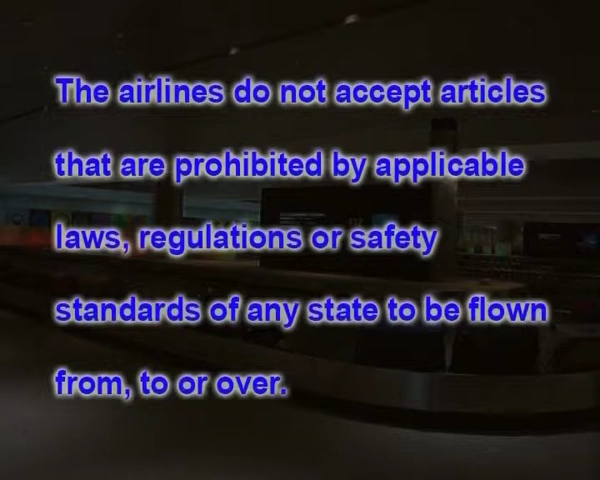 The airlines do not accept articles
that are prohibited by applicable
laws, regulations or safety
standards of any state to be flown
from, to or over.